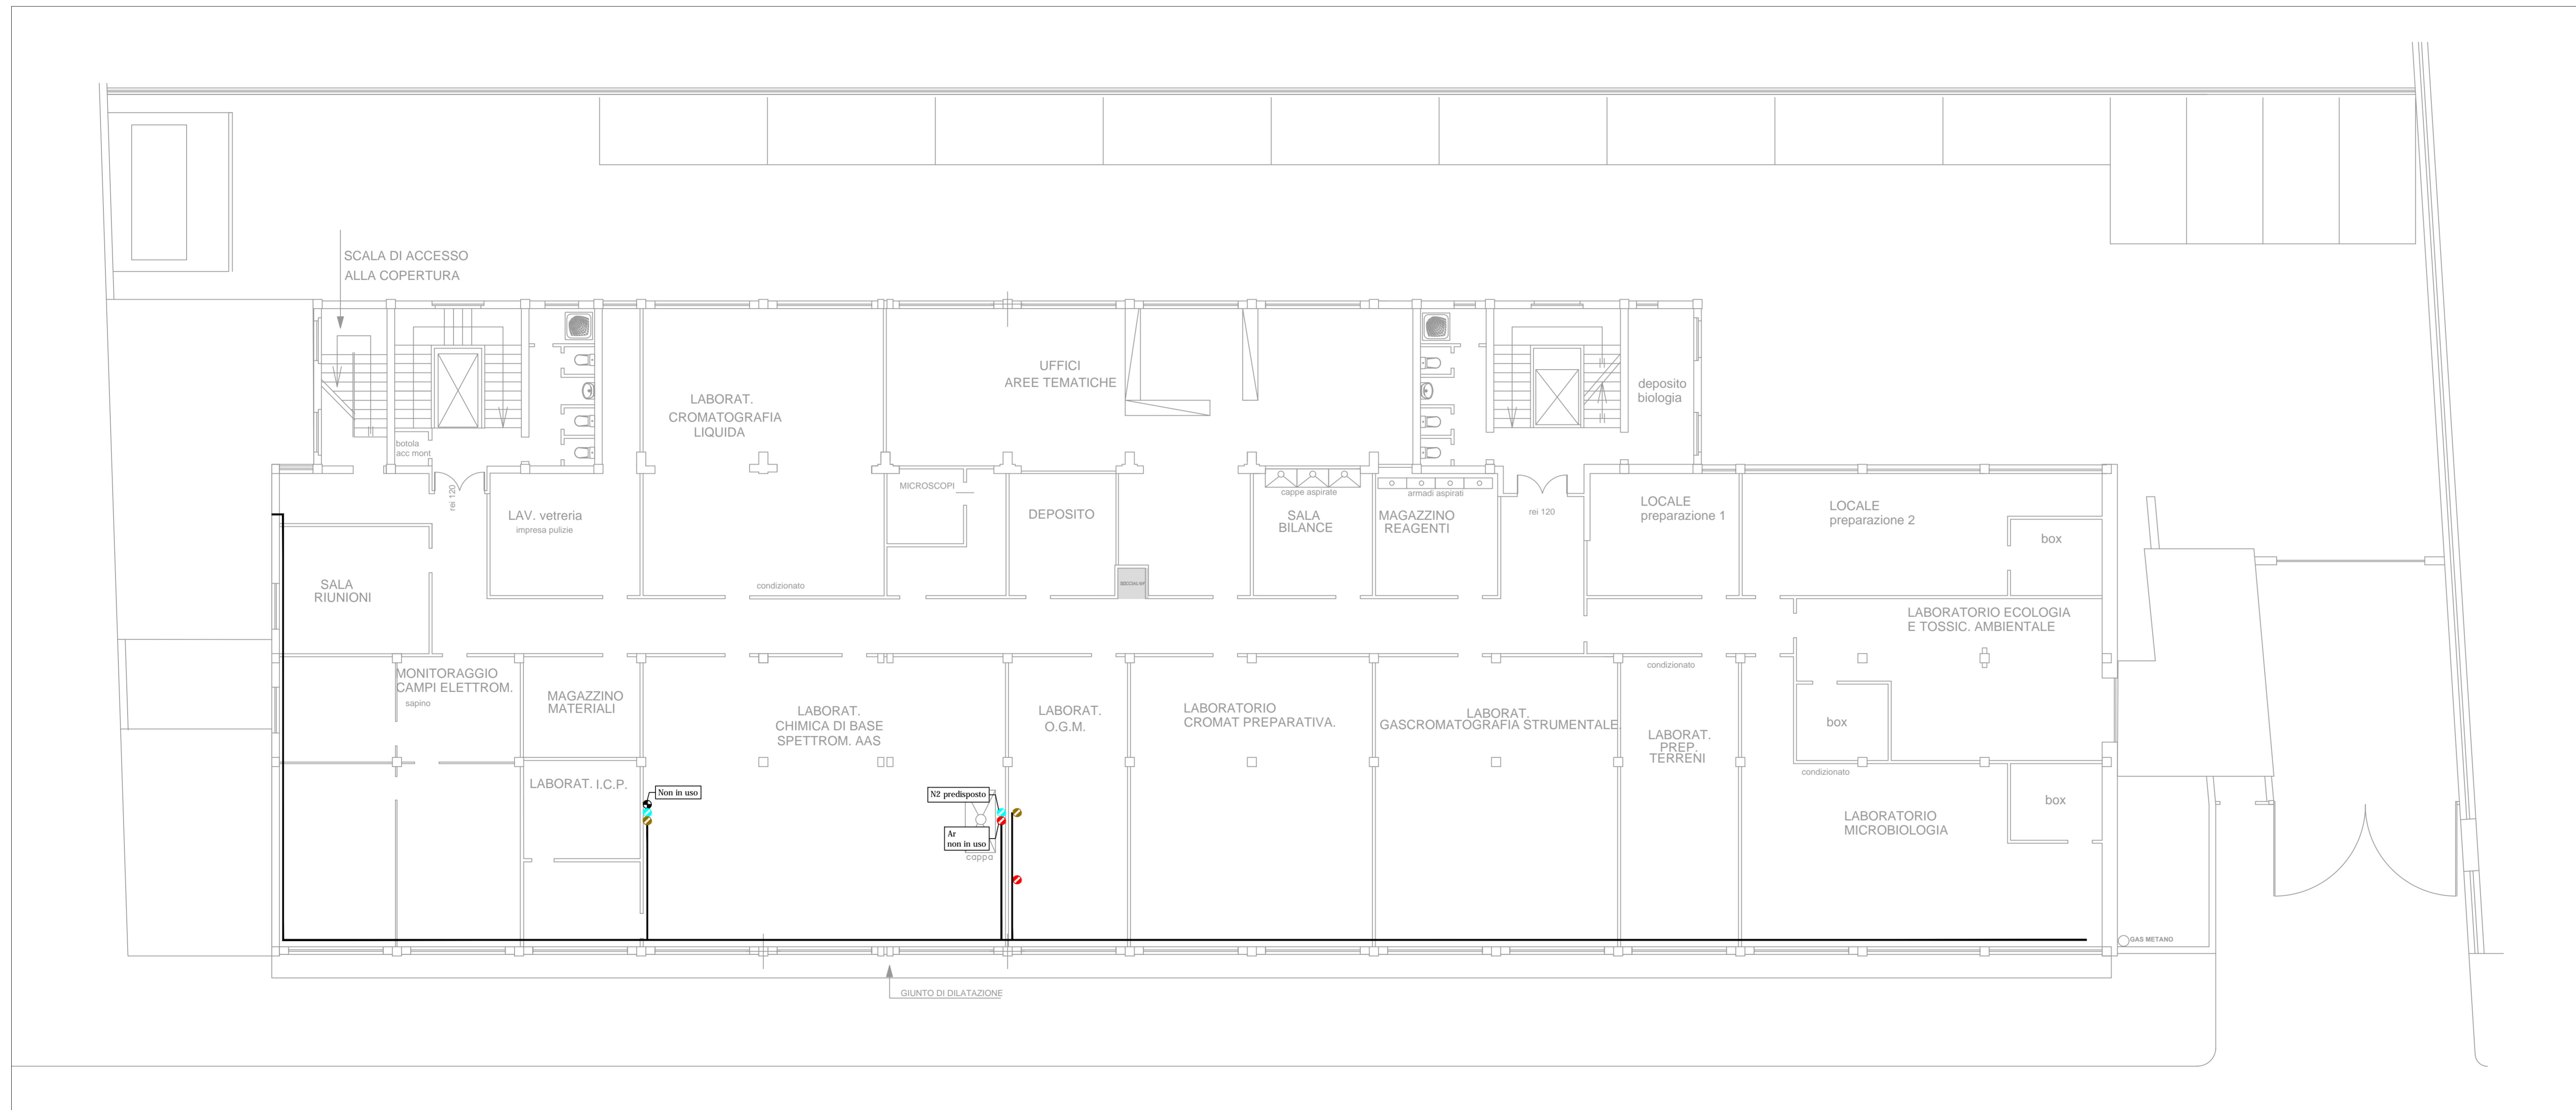 SCALA DI ACCESSO
ALLA COPERTURA
UFFICI
AREE TEMATICHE
LABORAT.
CROMATOGRAFIA
LIQUIDA
deposito
biologia
botola
acc mont
rei 120
MICROSCOPI
LAV. vetreria
impresa pulizie
DEPOSITO
cappe aspirate
SALA
BILANCE
armadi aspirati
MAGAZZINO
REAGENTI
rei 120
LOCALE
preparazione 1
LOCALE
preparazione 2
box
SALA
RIUNIONI
condizionato
LABORATORIO ECOLOGIA
E TOSSIC. AMBIENTALE
MONITORAGGIO
CAMPI ELETTROM.
sapino
MAGAZZINO
MATERIALI
LABORAT.
CHIMICA DI BASE
SPETTROM. AAS
LABORAT.
O.G.M.
LABORATORIO
CROMAT PREPARATIVA.
LABORAT.
GASCROMATOGRAFIA STRUMENTALE.
condizionato
LABORAT.
PREP.
TERRENI
box
condizionato
LABORAT. I.C.P.
Non in uso
N2 predisposto
Ar
non in uso
cappa
LABORATORIO
MICROBIOLOGIA
box
GAS METANO
GIUNTO DI DILATAZIONE